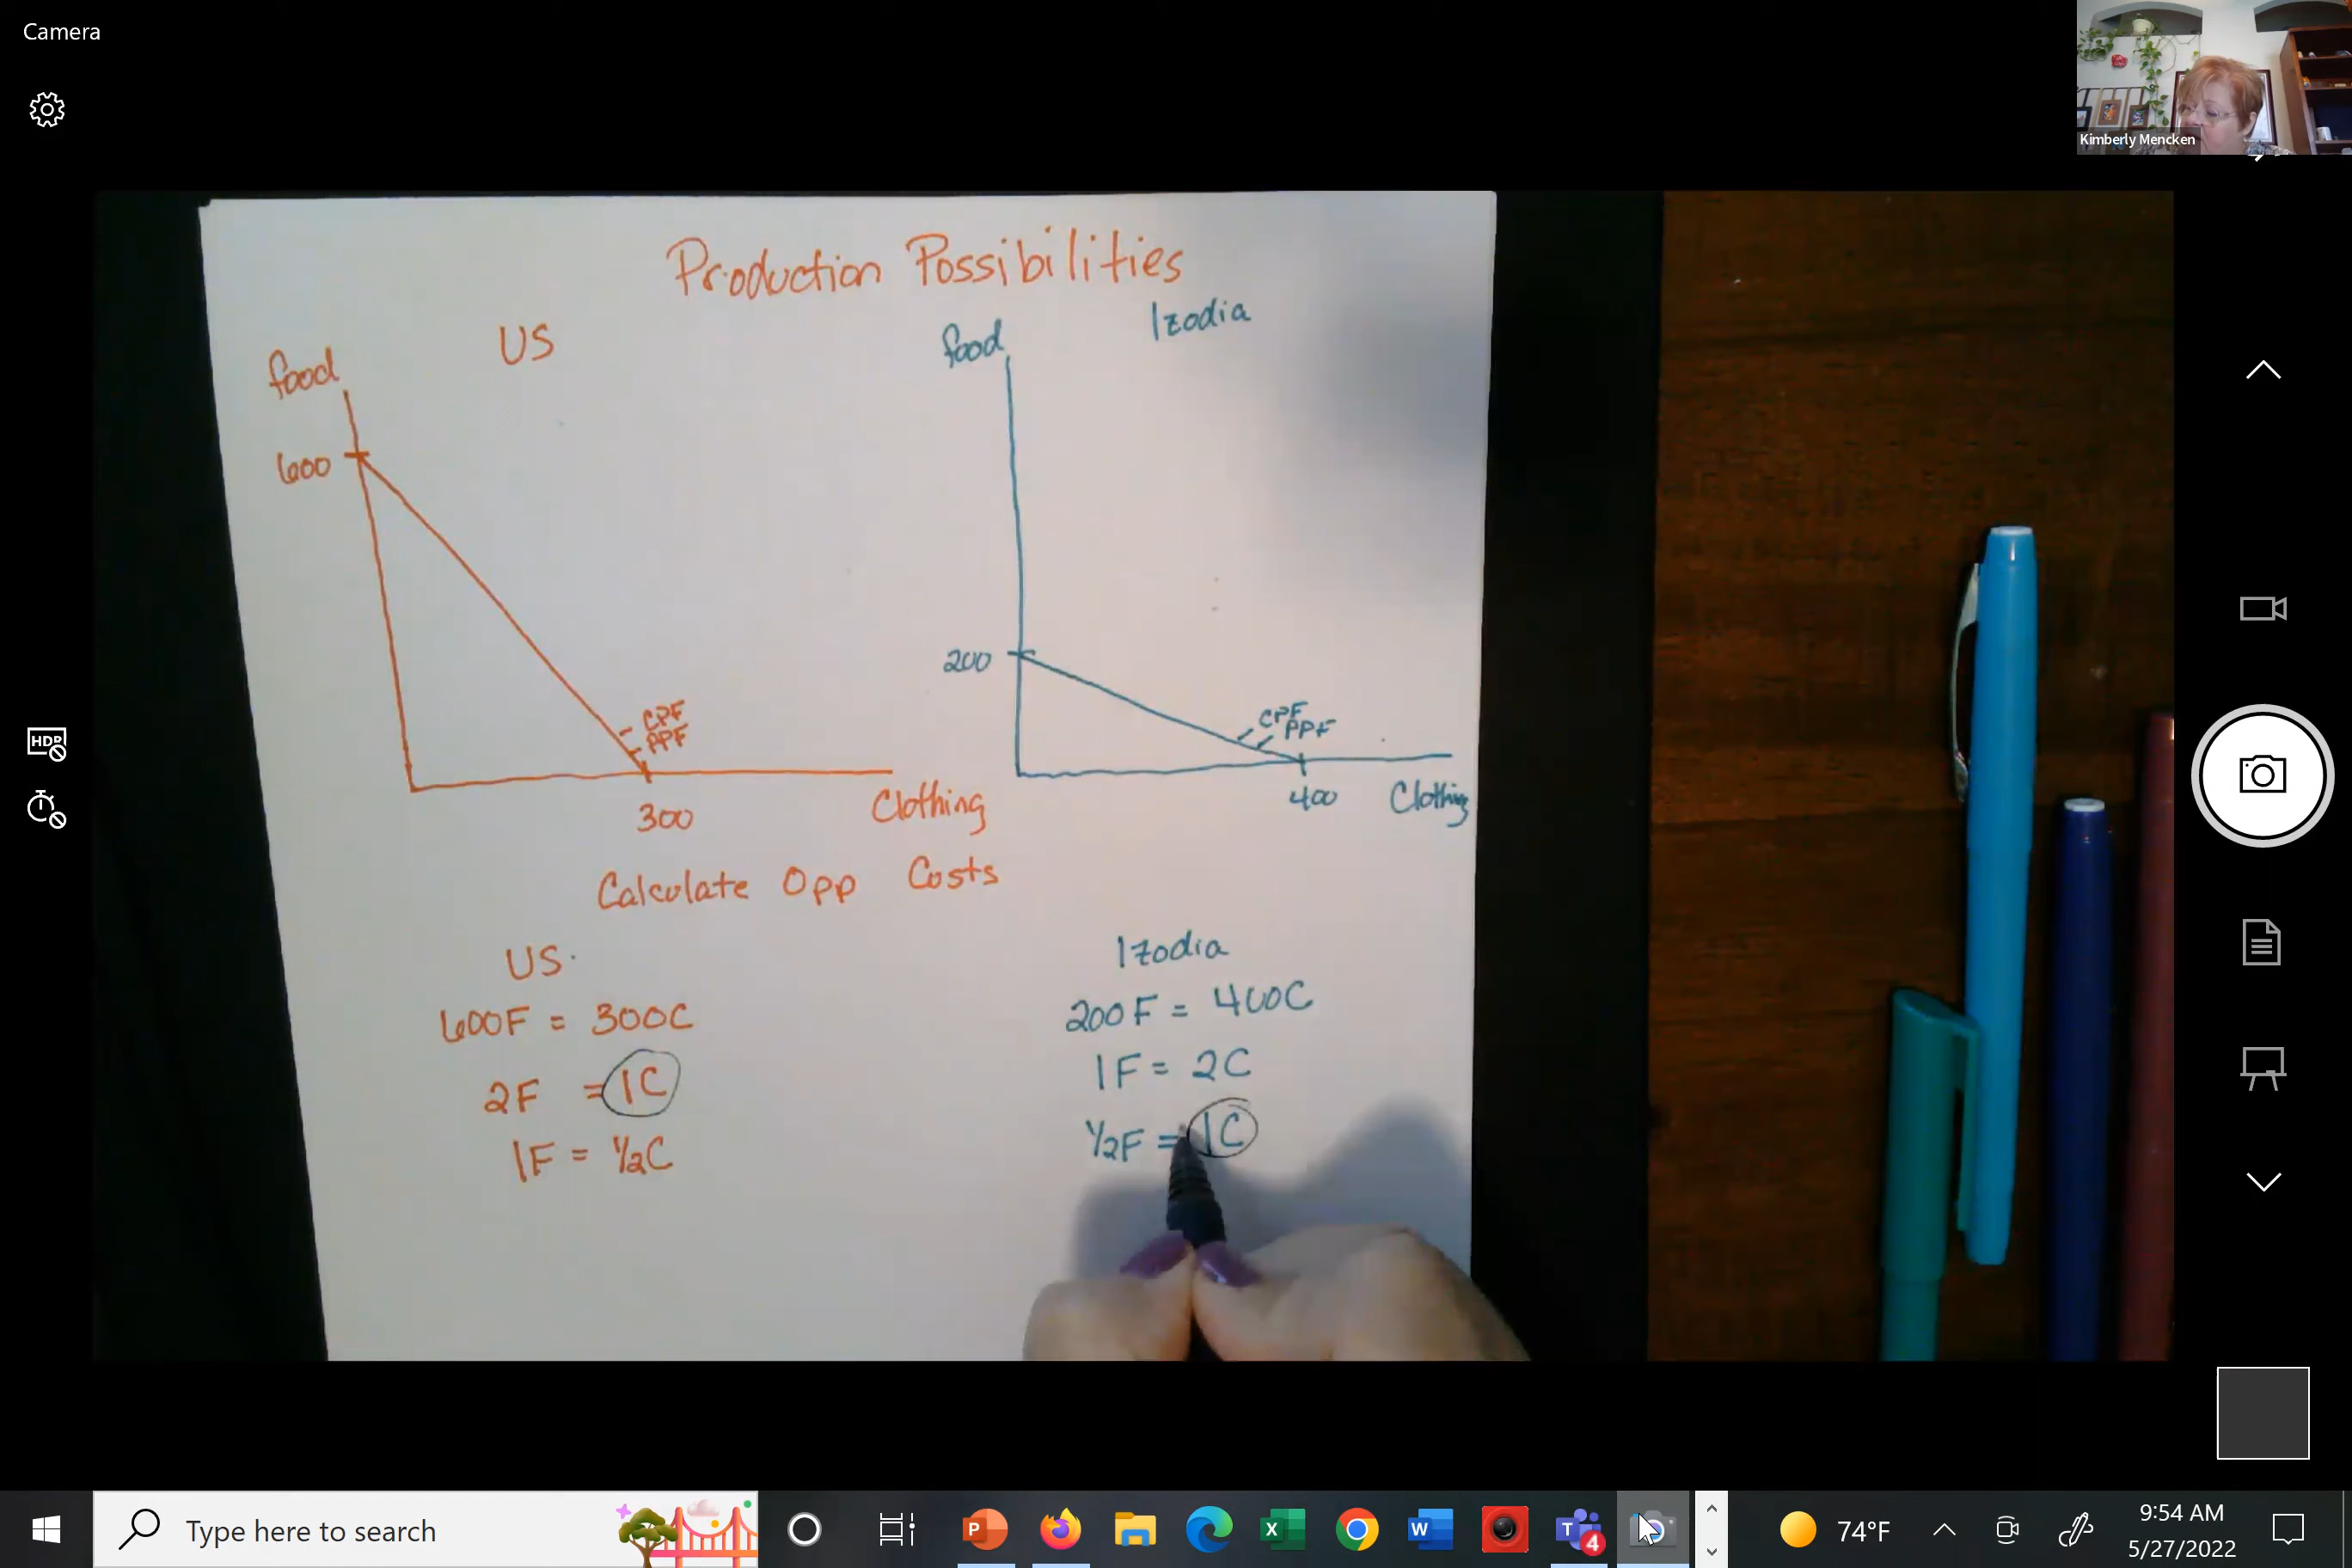 Camera
Kimberly Mencken
Production Possibilities
US
Izodia
food
food
600
200
CPF
PPF
CPF
PPF
300
Clothing
400
Clothing
Calculate Opp Costs
US.
Izodia
600F = 300C
200F = 400C
2F = 1C
1F = 2C
1F = ½C
½F = 1C
HDR
Type here to search
P
X
W
T
4
74°F
9:54 AM
5/27/2022